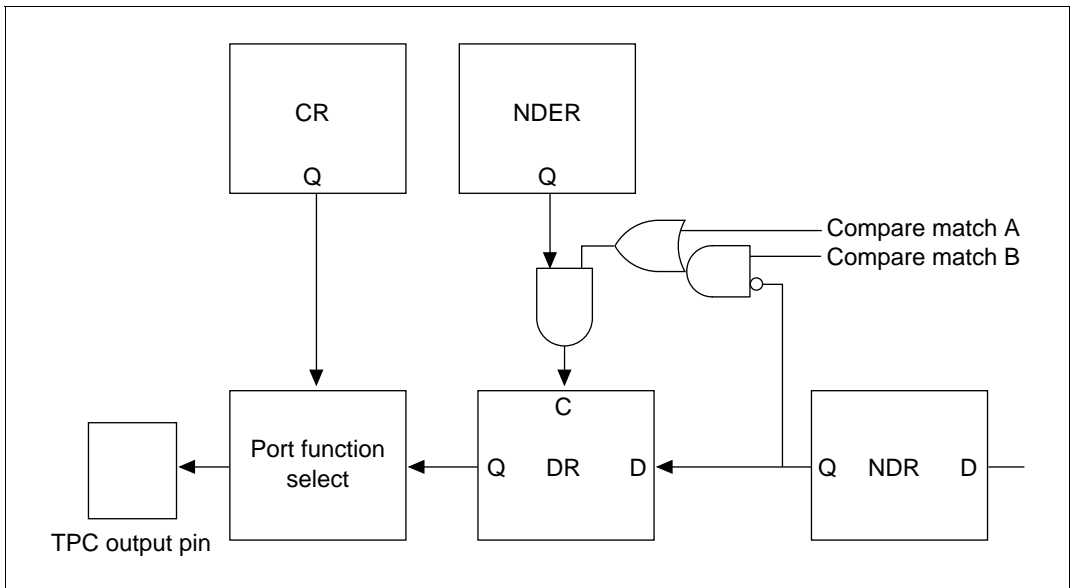 CR
Q
NDER
Q
Compare match A
Compare match B
C
Port function
select
Q
DR
D
Q
NDR
D
TPC output pin